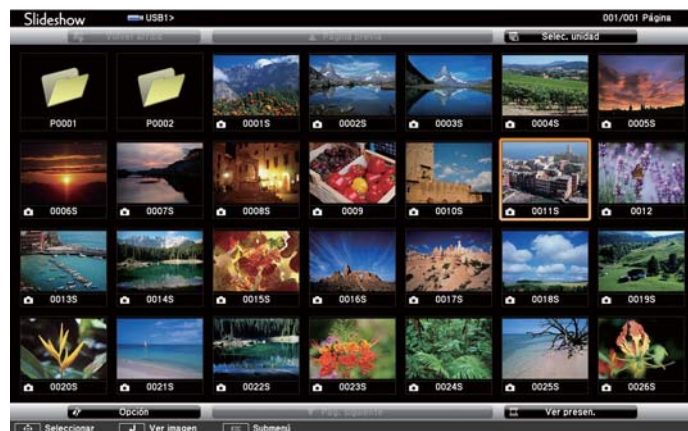 Slideshow USB1> 001/001 Página
Volver arriba Página previa Selec. unidad
P0001 P0002 0001S 0002S 0003S 0004S 0005S
0006S 0007S 0008S 0009 0010S 0011S 0012
0013S 0014S 0015S 0016S 0017S 0018S 0019S
0020S 0021S 0022S 0023S 0024S 0025S 0026S
Opción Pág. siguiente Ver presen.
Seleccionar Ver imagen Esc Submenú